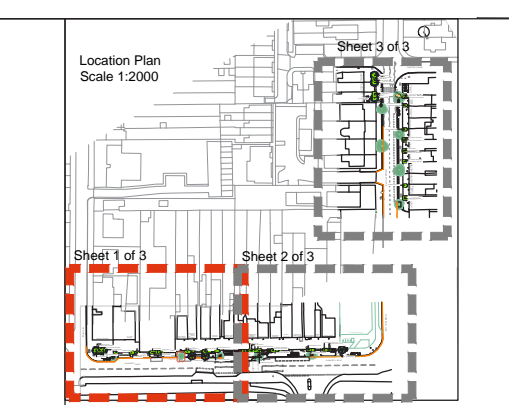 Sheet 3 of 3
Location Plan
Scale 1:2000
Sheet 1 of 3
Sheet 2 of 3